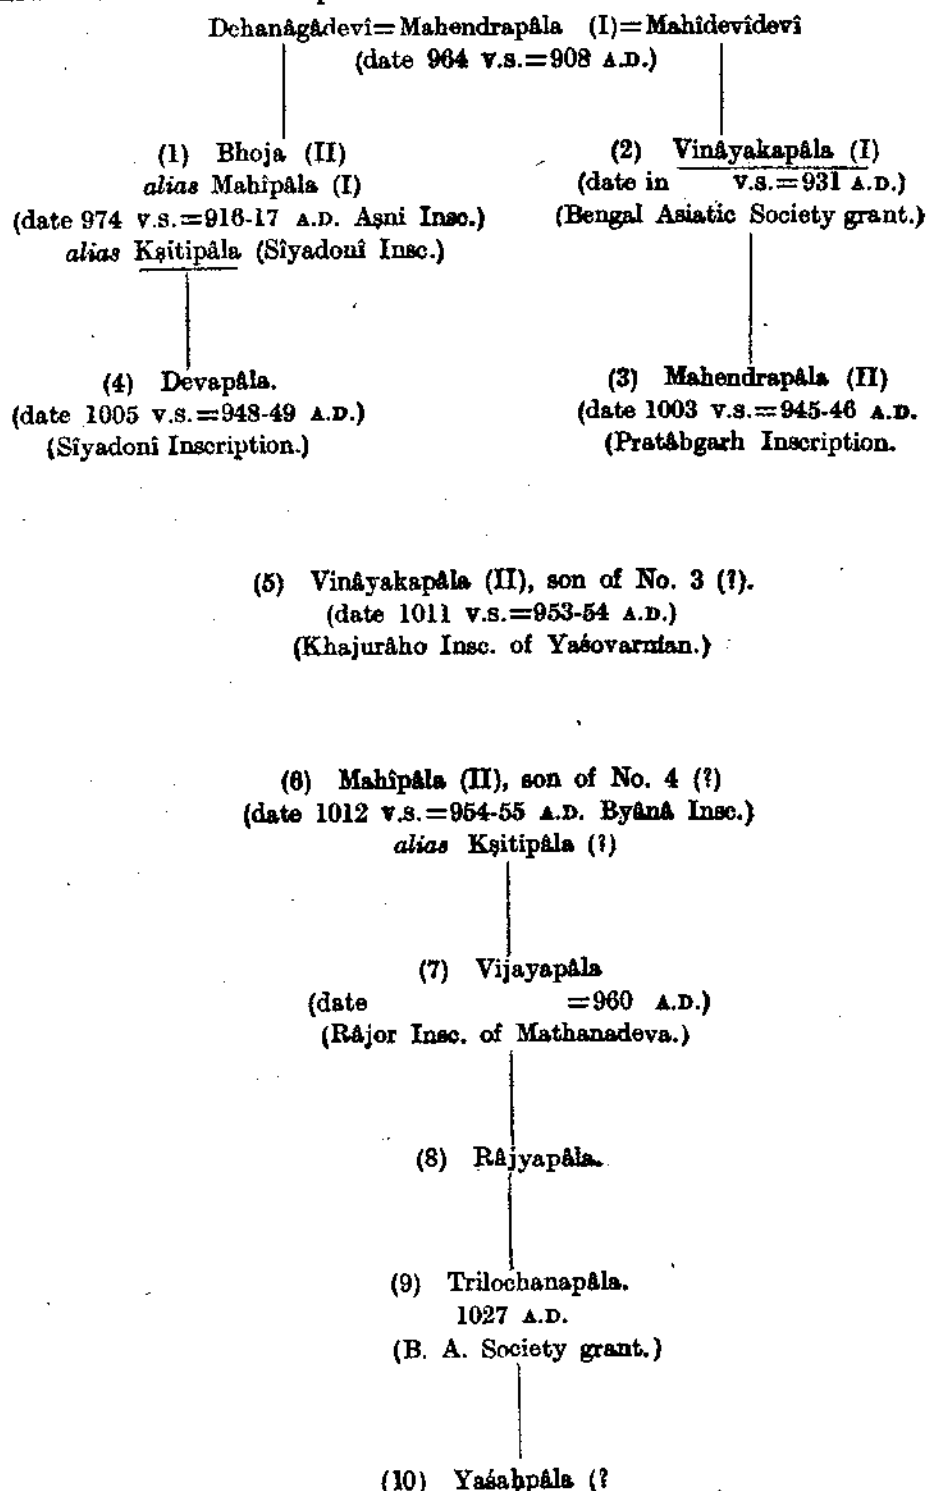 Dehanâgâdevî=Mahendrapâla (I)=Mahîdevîdevî
(date 964 V.S.=908 A.D.)
(1) Bhoja (II)
alias Mahîpâla (I)
(date 974 V.S.=916-17 A.D. Aṣni Insc.)
alias Kṣitipâla (Sîyadonî Insc.)
(2) Vinâyakapâla (I)
(date in V.S.=931 A.D.)
(Bengal Asiatic Society grant.)
(4) Devapâla.
(date 1005 V.S.=948-49 A.D.)
(Sîyadonî Inscription.)
(3) Mahendrapâla (II)
(date 1003 V.S.=945-46 A.D.
(Pratâbgarh Inscription.
(5) Vinâyakapâla (II), son of No. 3 (?).
(date 1011 V.S.=953-54 A.D.)
(Khajurâho Insc. of Yaśovarman.)
(6) Mahîpâla (II), son of No. 4 (?)
(date 1012 V.S.=954-55 A.D. Byânâ Insc.)
alias Kṣitipâla (?)
(7) Vijayapâla
(date =960 A.D.)
(Râjor Insc. of Mathanadeva.)
(8) Râjyapâla.
(9) Trilochanapâla.
1027 A.D.
(B. A. Society grant.)
(10) Yaśaḥpâla (?